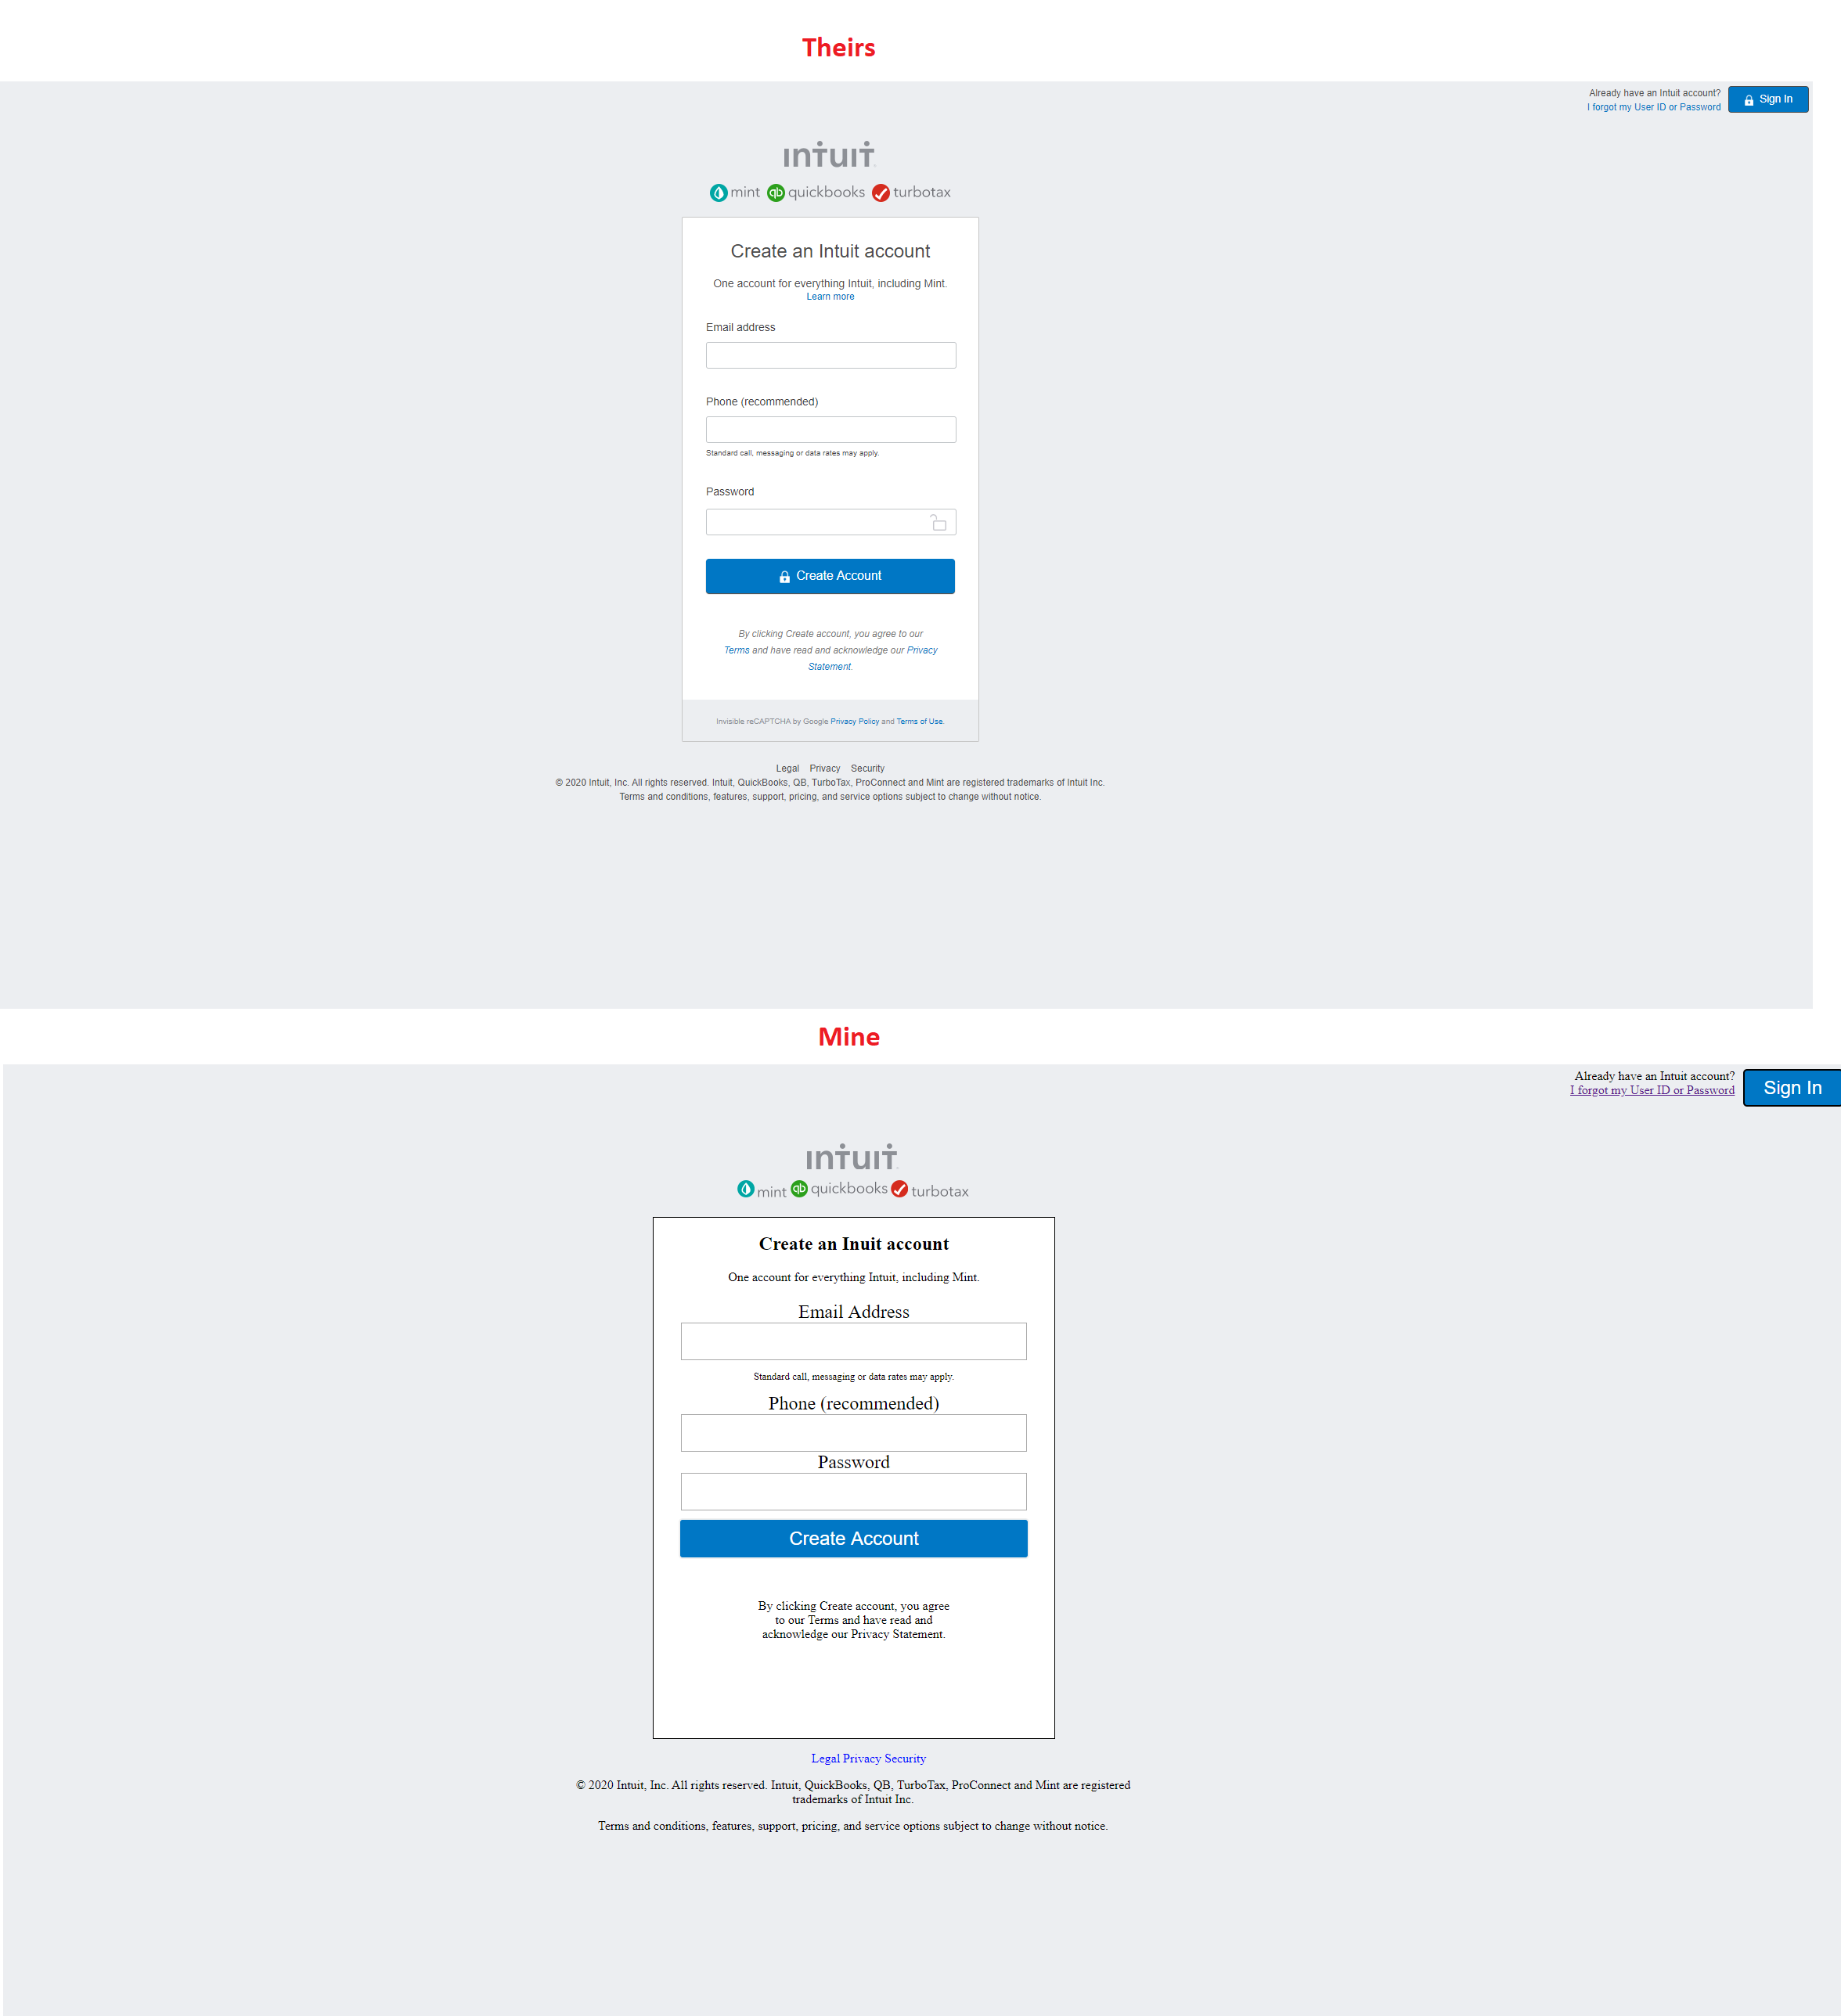 Theirs
Already have an Intuit account?
I forgot my User ID or Password
Sign In
intuit
mint quickbooks turbotax
Create an Intuit account
One account for everything Intuit, including Mint.
Learn more
Email address
Phone (recommended)
Standard call, messaging or data rates may apply.
Password
Create Account
By clicking Create account, you agree to our
Terms and have read and acknowledge our Privacy
Statement.
Invisible reCAPTCHA by Google Privacy Policy and Terms of Use.
Legal Privacy Security
© 2020 Intuit, Inc. All rights reserved. Intuit, QuickBooks, QB, TurboTax, ProConnect and Mint are registered trademarks of Intuit Inc.
Terms and conditions, features, support, pricing, and service options subject to change without notice.
Mine
Already have an Intuit account?
I forgot my User ID or Password
Sign In
intuit
mint quickbooks turbotax
Create an Inuit account
One account for everything Intuit, including Mint.
Email Address
Standard call, messaging or data rates may apply.
Phone (recommended)
Password
Create Account
By clicking Create account, you agree
to our Terms and have read and
acknowledge our Privacy Statement.
Legal Privacy Security
© 2020 Intuit, Inc. All rights reserved. Intuit, QuickBooks, QB, TurboTax, ProConnect and Mint are registered
trademarks of Intuit Inc.
Terms and conditions, features, support, pricing, and service options subject to change without notice.